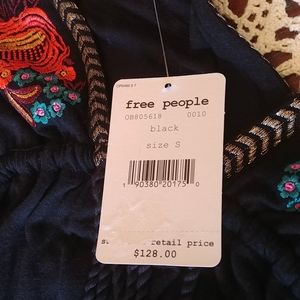 free people
OB805618 0010
black
size S
1 90380 20175 0
retail price
$128.00